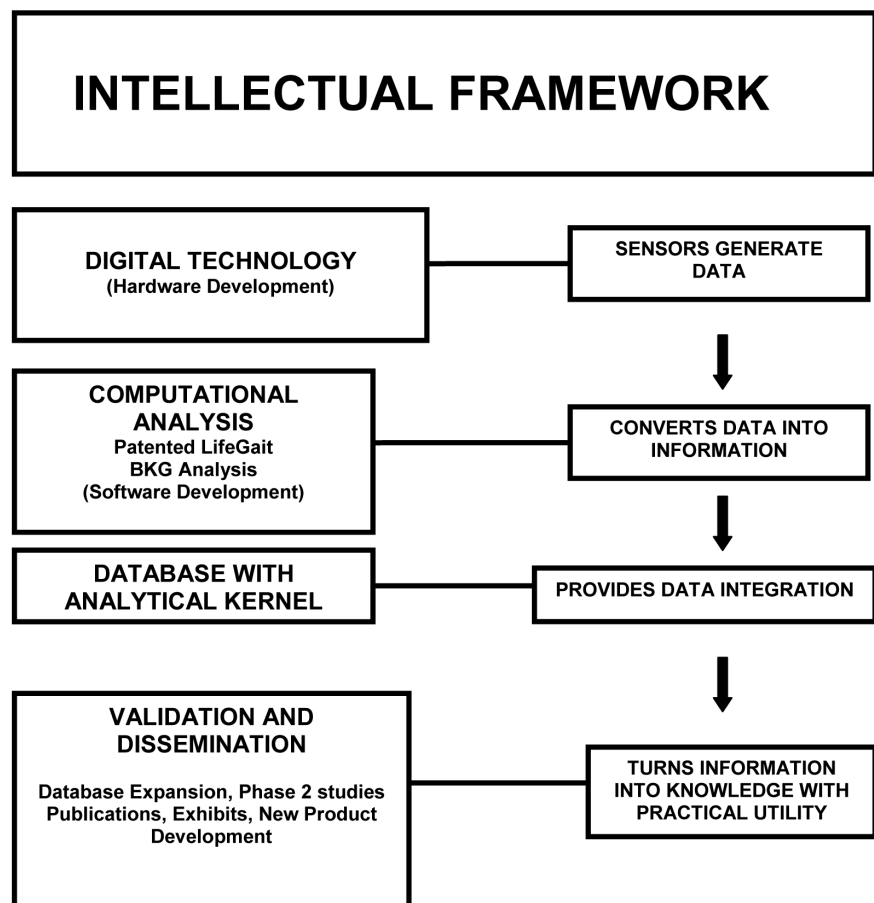 INTELLECTUAL FRAMEWORK
DIGITAL TECHNOLOGY
(Hardware Development)
SENSORS GENERATE
DATA
COMPUTATIONAL
ANALYSIS
Patented LifeGait
BKG Analysis
(Software Development)
CONVERTS DATA INTO
INFORMATION
DATABASE WITH
ANALYTICAL KERNEL
PROVIDES DATA INTEGRATION
VALIDATION AND
DISSEMINATION
Database Expansion, Phase 2 studies
Publications, Exhibits, New Product
Development
TURNS INFORMATION
INTO KNOWLEDGE WITH
PRACTICAL UTILITY